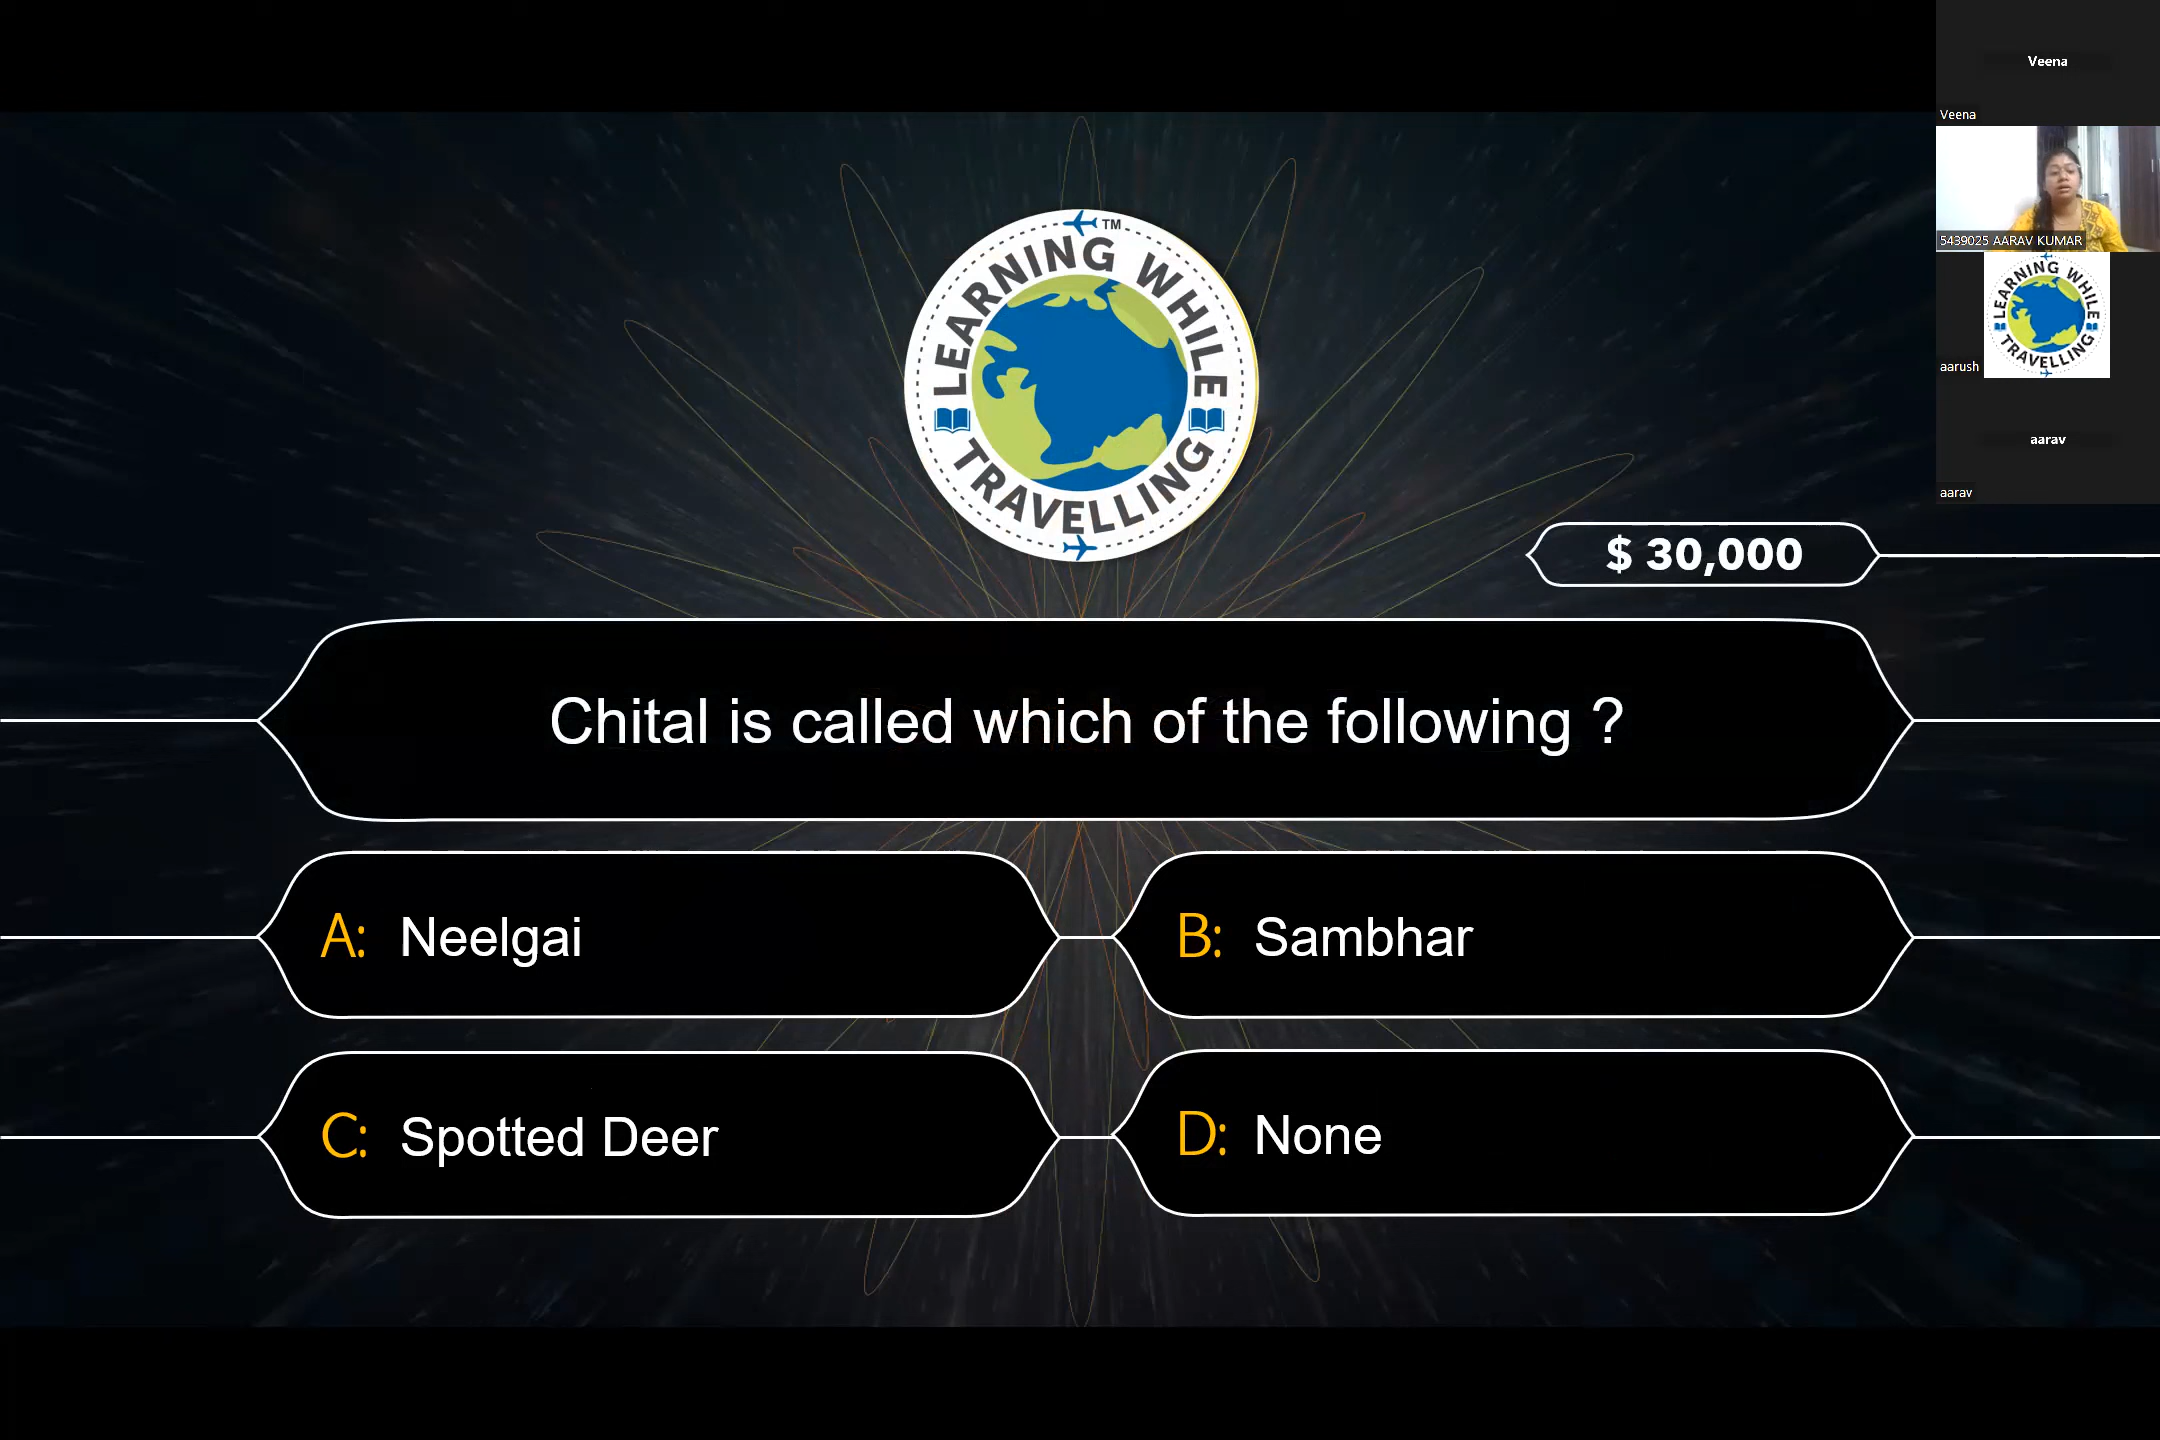 Veena
Veena
5439025 AARAV KUMAR
LEARNING WHILE
TRAVELLING
aarush
aarav
aarav
TM
LEARNING WHILE
TRAVELLING
$ 30,000
Chital is called which of the following ?
A: Neelgai
B: Sambhar
C: Spotted Deer
D: None